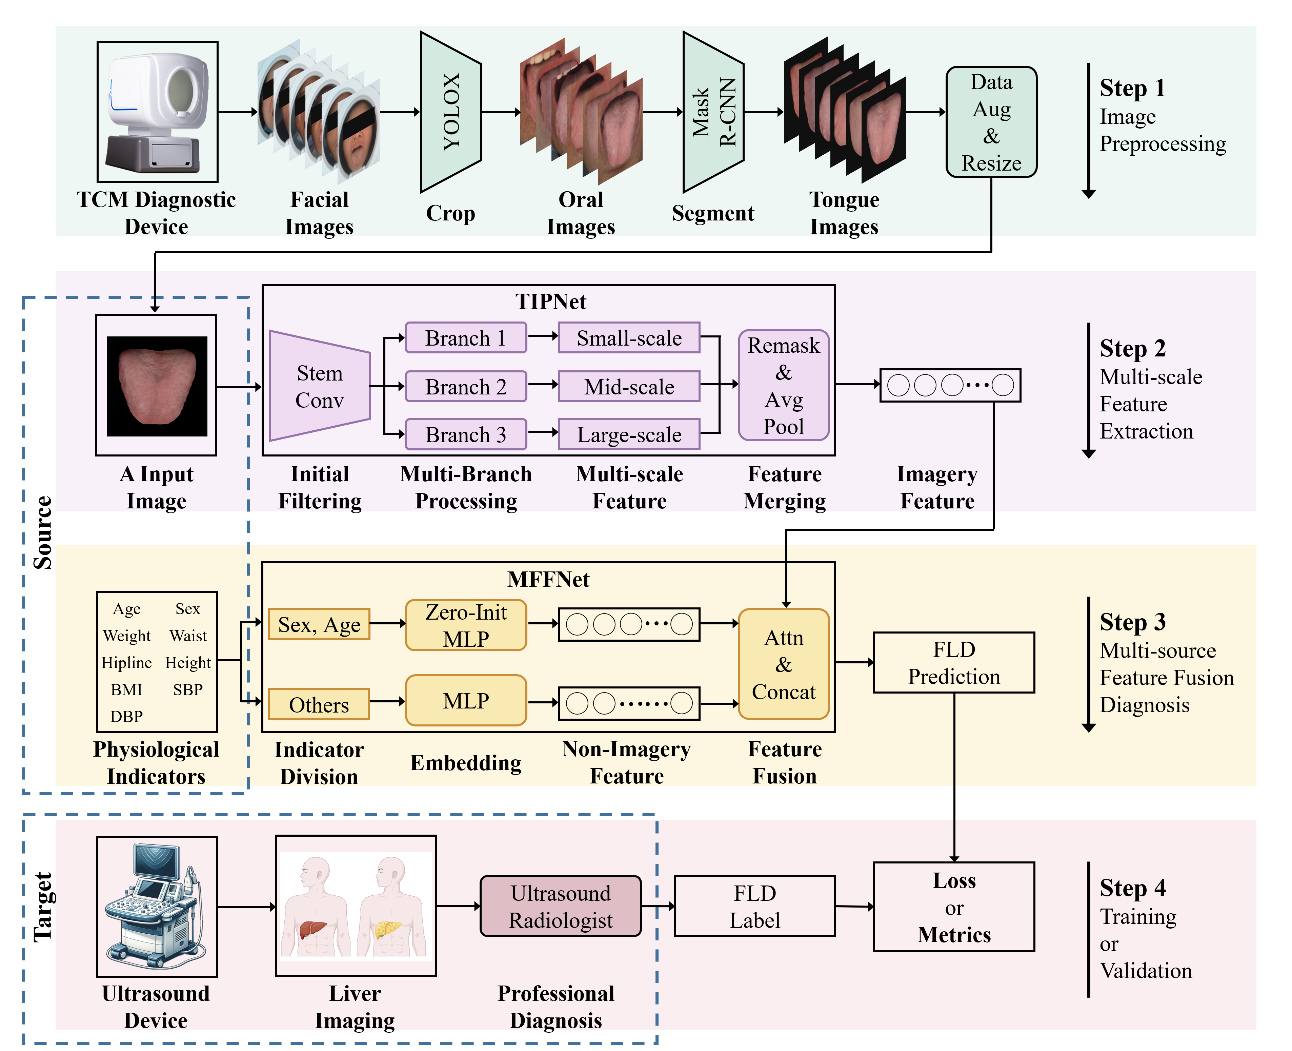 TCM Diagnostic
Device
Facial
Images
YOLOX
Crop
Oral
Images
Mask
R-CNN
Segment
Tongue
Images
Data
Aug
&
Resize
Step 1
Image
Preprocessing
Source
A Input
Image
TIPNet
Stem
Conv
Initial
Filtering
Branch 1
Branch 2
Branch 3
Multi-Branch
Processing
Small-scale
Mid-scale
Large-scale
Multi-scale
Feature
Remask
&
Avg
Pool
Feature
Merging
Imagery
Feature
Step 2
Multi-scale
Feature
Extraction
Age Sex
Weight Waist
Hipline Height
BMI SBP
DBP
Physiological
Indicators
MFFNet
Sex, Age
Others
Indicator
Division
Zero-Init
MLP
MLP
Embedding
Non-Imagery
Feature
Attn
&
Concat
Feature
Fusion
FLD
Prediction
Step 3
Multi-source
Feature Fusion
Diagnosis
Target
Ultrasound
Device
Liver
Imaging
Ultrasound
Radiologist
Professional
Diagnosis
FLD
Label
Loss
or
Metrics
Step 4
Training
or
Validation